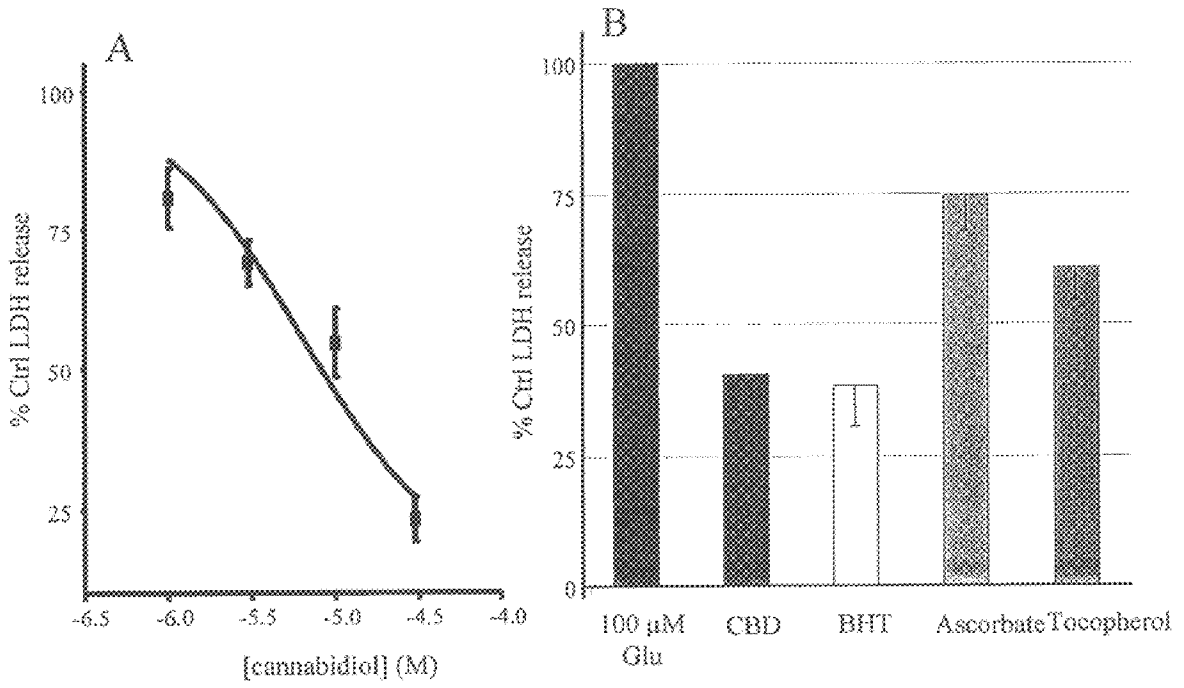 A
% Ctrl LDH release
100
75
50
25
-6.5 -6.0 -5.5 -5.0 -4.5 -4.0
[cannabidiol] (M)
B
% Ctrl LDH release
100
75
50
25
0
100 µM CBD BHT Ascorbate Tocopherol
Glu